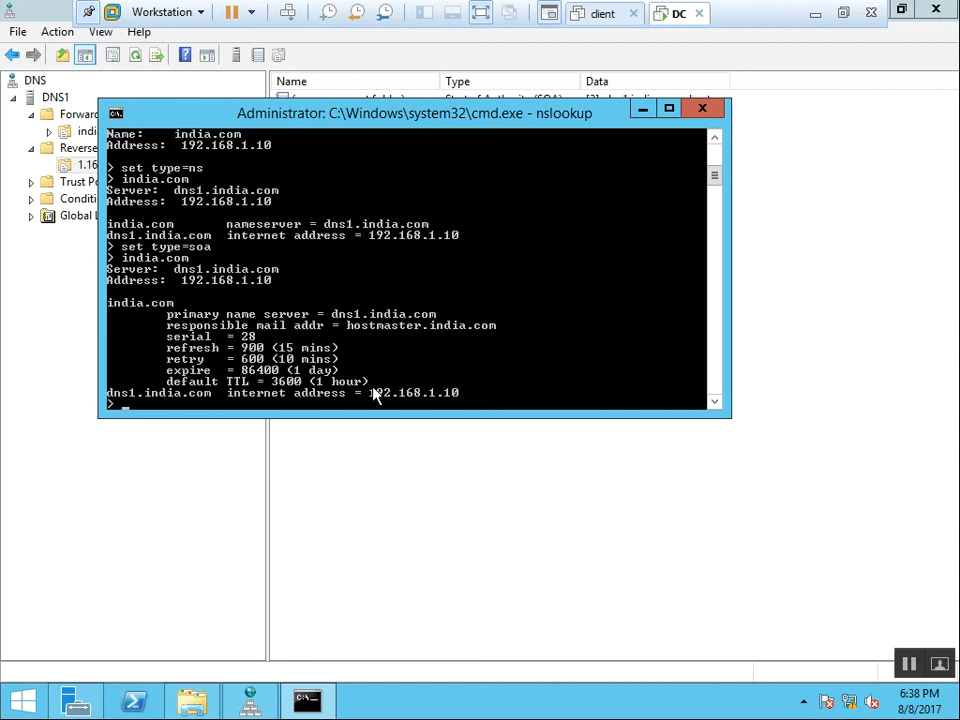 Workstation
client
DC
File Action View Help
DNS
DNS1
Forward
indi
Reverse
1.16
Trust Po
Conditi
Global L
Name Type Data
Administrator: C:\Windows\system32\cmd.exe - nslookup
Name: india.com
Address: 192.168.1.10
> set type=ns
> india.com
Server: dns1.india.com
Address: 192.168.1.10
india.com nameserver = dns1.india.com
dns1.india.com internet address = 192.168.1.10
> set type=soa
> india.com
Server: dns1.india.com
Address: 192.168.1.10
india.com
primary name server = dns1.india.com
responsible mail addr = hostmaster.india.com
serial = 28
refresh = 900 (15 mins)
retry = 600 (10 mins)
expire = 86400 (1 day)
default TTL = 3600 (1 hour)
dns1.india.com internet address = 192.168.1.10
>
6:38 PM
8/8/2017